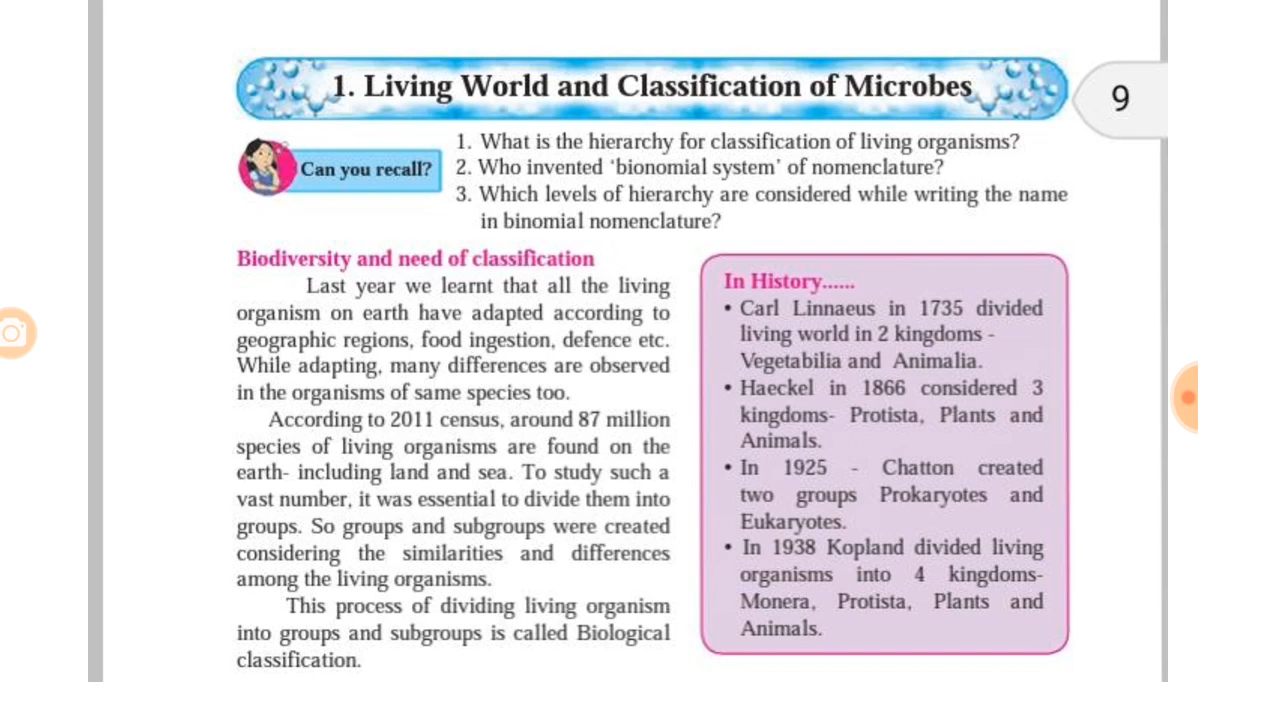 1. Living World and Classification of Microbes
9
Can you recall?
1. What is the hierarchy for classification of living organisms?
2. Who invented ‘bionomial system’ of nomenclature?
3. Which levels of hierarchy are considered while writing the name
in binomial nomenclature?
Biodiversity and need of classification
Last year we learnt that all the living
organism on earth have adapted according to
geographic regions, food ingestion, defence etc.
While adapting, many differences are observed
in the organisms of same species too.
According to 2011 census, around 87 million
species of living organisms are found on the
earth- including land and sea. To study such a
vast number, it was essential to divide them into
groups. So groups and subgroups were created
considering the similarities and differences
among the living organisms.
This process of dividing living organism
into groups and subgroups is called Biological
classification.
In History......
• Carl Linnaeus in 1735 divided
living world in 2 kingdoms -
Vegetabilia and Animalia.
• Haeckel in 1866 considered 3
kingdoms- Protista, Plants and
Animals.
• In 1925 - Chatton created
two groups Prokaryotes and
Eukaryotes.
• In 1938 Kopland divided living
organisms into 4 kingdoms-
Monera, Protista, Plants and
Animals.